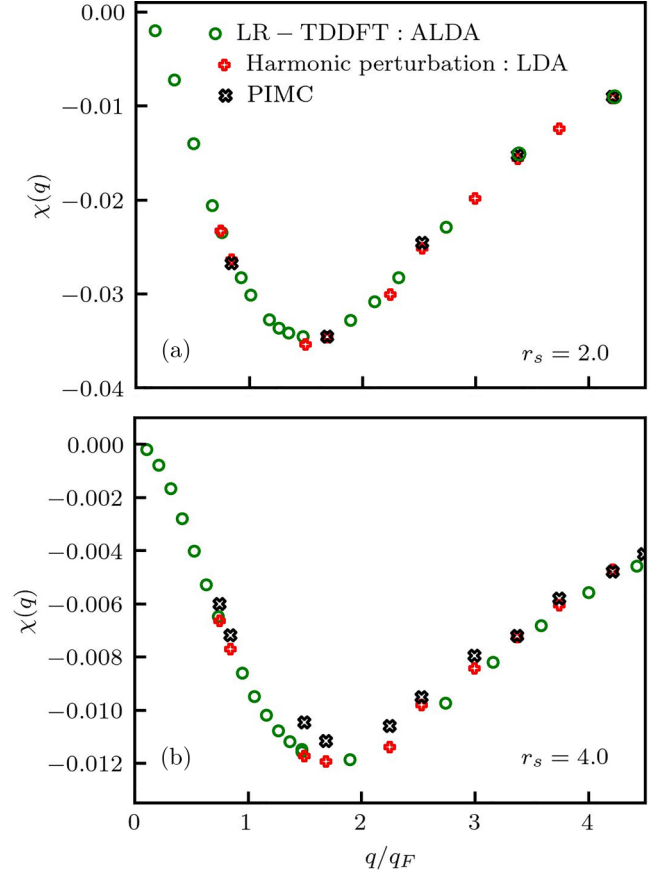 0.00
LR − TDDFT : ALDA
Harmonic perturbation : LDA
PIMC
−0.01
−0.02
−0.03
−0.04
χ(q)
(a)
r_s = 2.0
0.000
−0.002
−0.004
−0.006
−0.008
−0.010
−0.012
χ(q)
(b)
r_s = 4.0
0 1 2 3 4
q/q_F